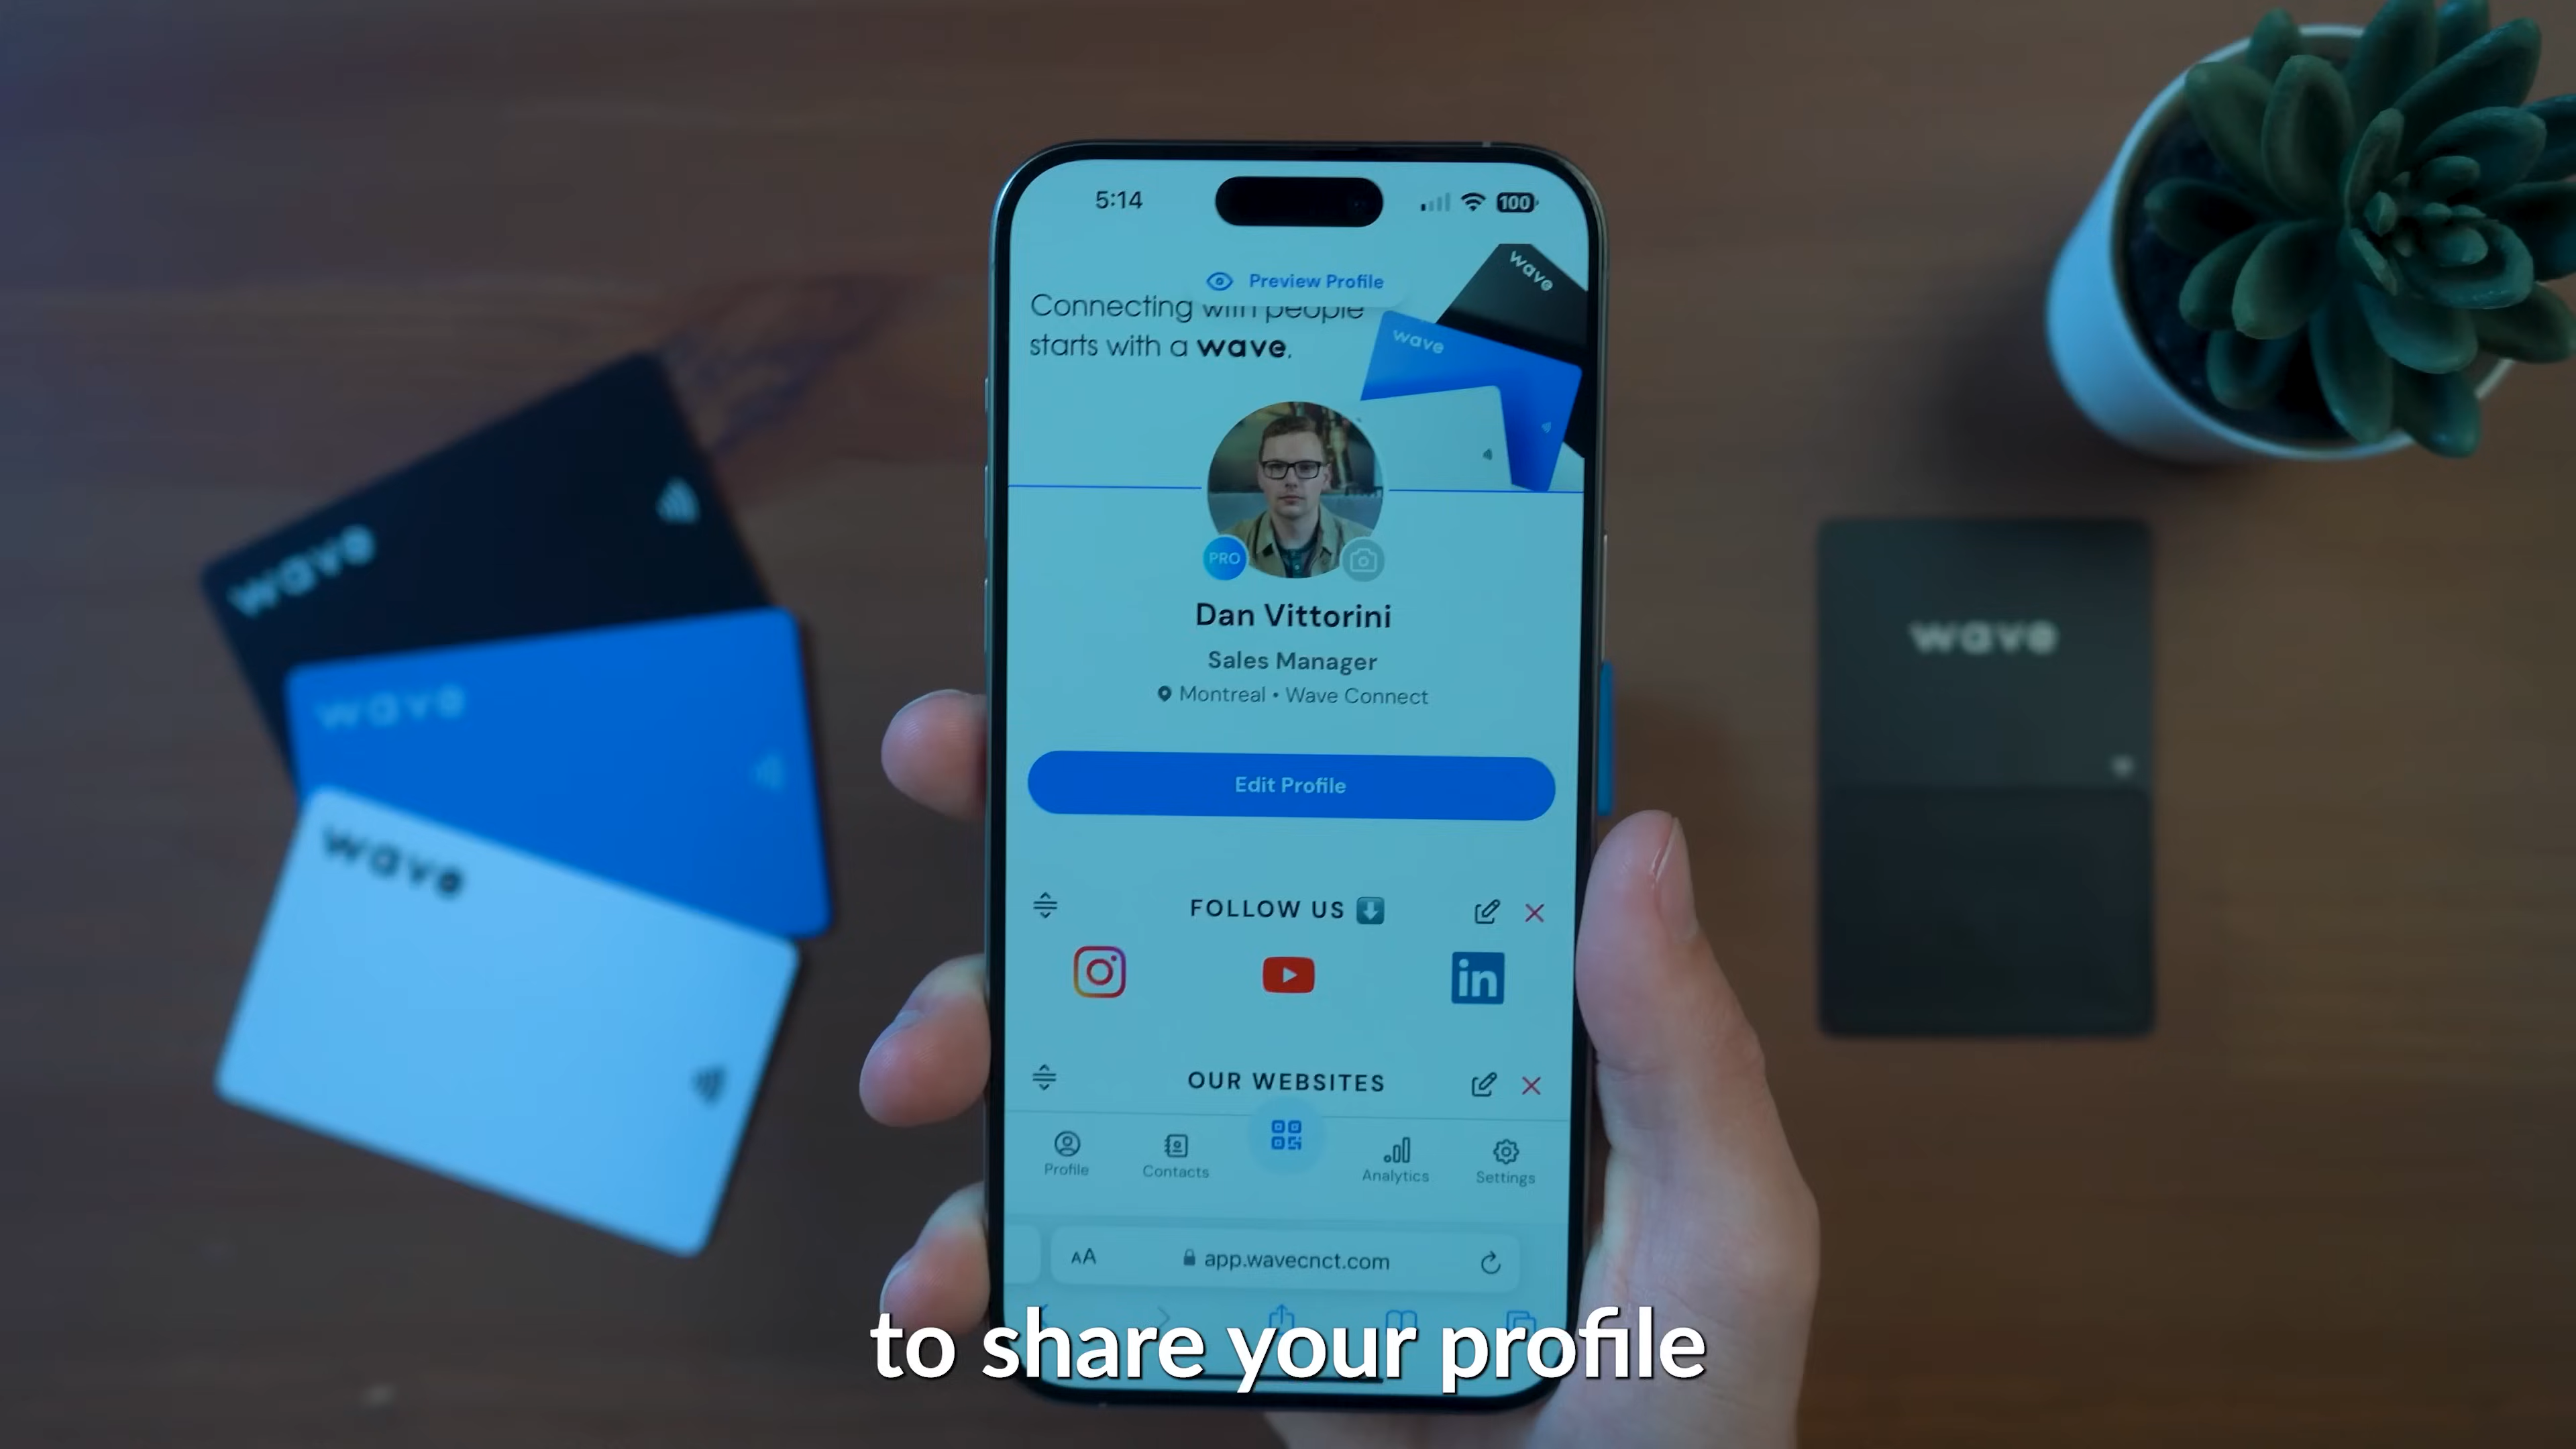 5:14
100
Preview Profile
wave
Connecting with people
starts with a wave.
wave
PRO
Dan Vittorini
Sales Manager
Montreal • Wave Connect
Edit Profile
FOLLOW US
in
OUR WEBSITES
Profile
Contacts
Analytics
Settings
AA
app.wavecnct.com
to share your profile
wave
wave
wave
wave